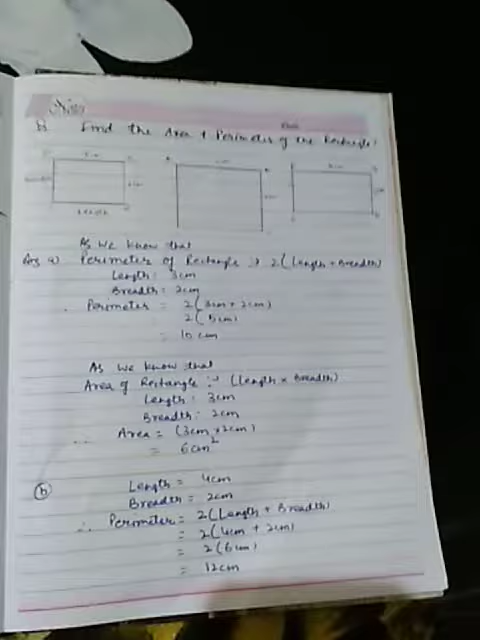 Note
Find the Area & Perimeter of the Rectangle:
Length
As we know that
Ans a) Perimeter of Rectangle :→ 2(Length + Breadth)
Length: 3cm
Breadth: 2cm
∴ Perimeter = 2(3cm + 2cm)
2(5cm)
= 10 cm
As we know that
Area of Rectangle :→ (Length × Breadth)
Length: 3cm
Breadth: 2cm
∴ Area = (3cm × 2cm)
= 6cm²
(b) Length = 4cm
Breadth = 2cm
∴ Perimeter = 2(Length + Breadth)
= 2(4cm + 2cm)
= 2(6cm)
= 12cm